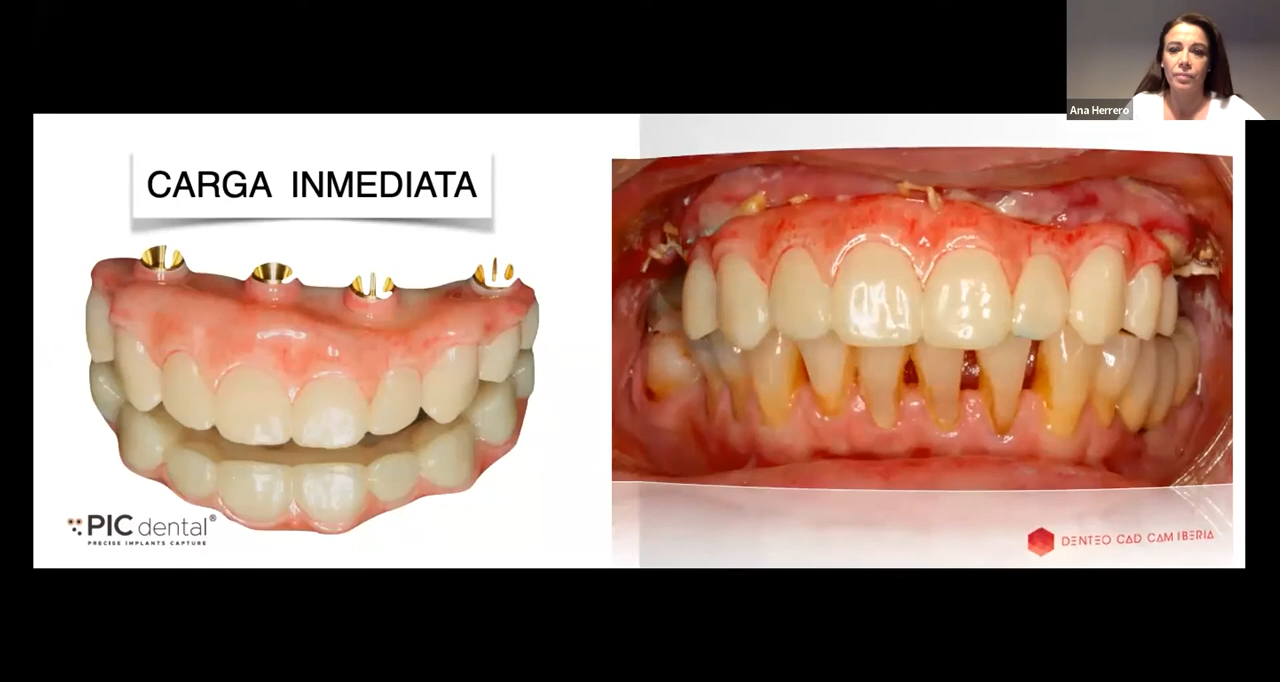 Ana Herrero
CARGA INMEDIATA
PIC dental®
PRECISE IMPLANTS CAPTURE
DENTEO CAD CAM IBERIA